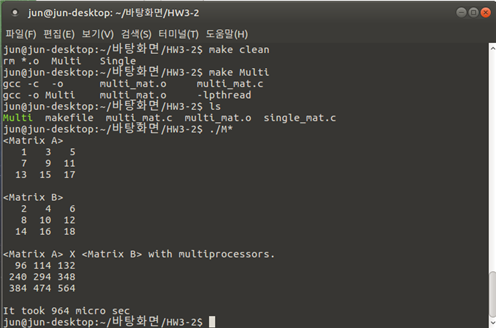 jun@jun-desktop: ~/바탕화면/HW3-2
파일(F) 편집(E) 보기(V) 검색(S) 터미널(T) 도움말(H)
jun@jun-desktop:~/바탕화면/HW3-2$ make clean
rm *.o  Multi   Single
jun@jun-desktop:~/바탕화면/HW3-2$ make Multi
gcc -c  -o      multi_mat.o     multi_mat.c
gcc -o Multi    multi_mat.o     -lpthread
jun@jun-desktop:~/바탕화면/HW3-2$ ls
Multi  makefile  multi_mat.c  multi_mat.o  single_mat.c
jun@jun-desktop:~/바탕화면/HW3-2$ ./M*
<Matrix A>
   1   3   5
   7   9  11
  13  15  17
<Matrix B>
   2   4   6
   8  10  12
  14  16  18
<Matrix A> X <Matrix B> with multiprocessors.
  96 114 132
 240 294 348
 384 474 564
It took 964 micro sec
jun@jun-desktop:~/바탕화면/HW3-2$